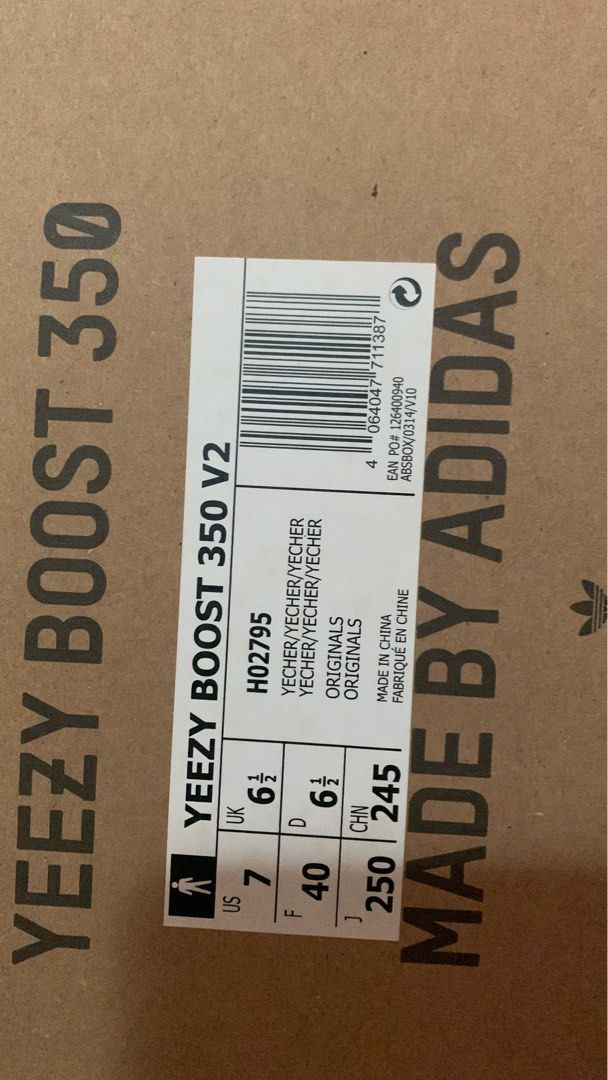 YEEZY BOOST 350
YEEZY BOOST 350 V2
US 7
UK 6½
F 40
D 6½
J 250
CHN 245
H02795
YECHER/YECHER/YECHER
YECHER/YECHER/YECHER
ORIGINALS
ORIGINALS
MADE IN CHINA
FABRIQUÉ EN CHINE
4 064047 711387
EAN PO# 126400940
ABSBOX/0314/V10
MADE BY ADIDAS